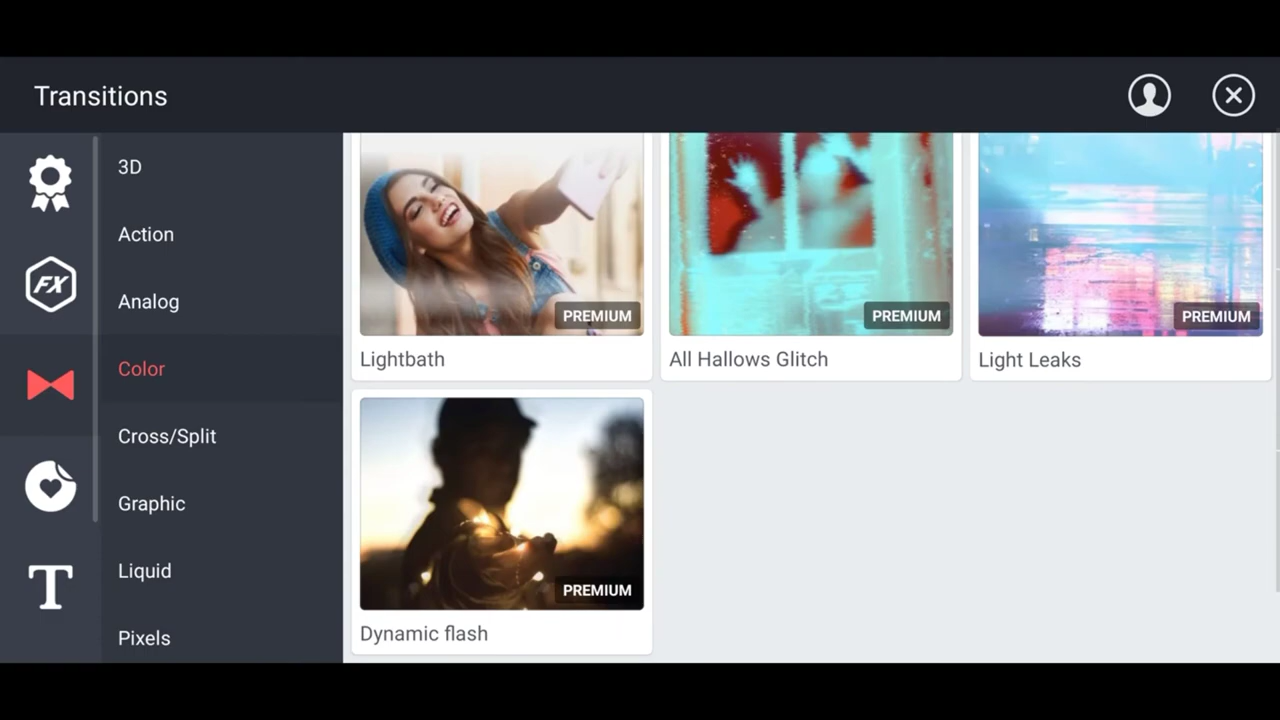 Transitions
3D
Action
FX
Analog
Color
Cross/Split
Graphic
Liquid
T
Pixels
PREMIUM
PREMIUM
PREMIUM
Lightbath
All Hallows Glitch
Light Leaks
PREMIUM
Dynamic flash